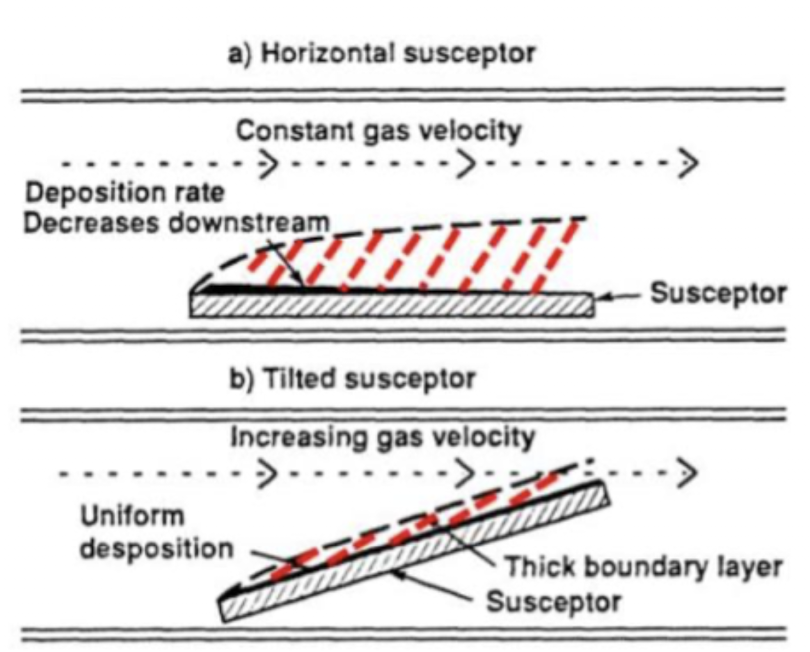 a) Horizontal susceptor
Constant gas velocity
Deposition rate
Decreases downstream
Susceptor
b) Tilted susceptor
Increasing gas velocity
Uniform
desposition
Thick boundary layer
Susceptor